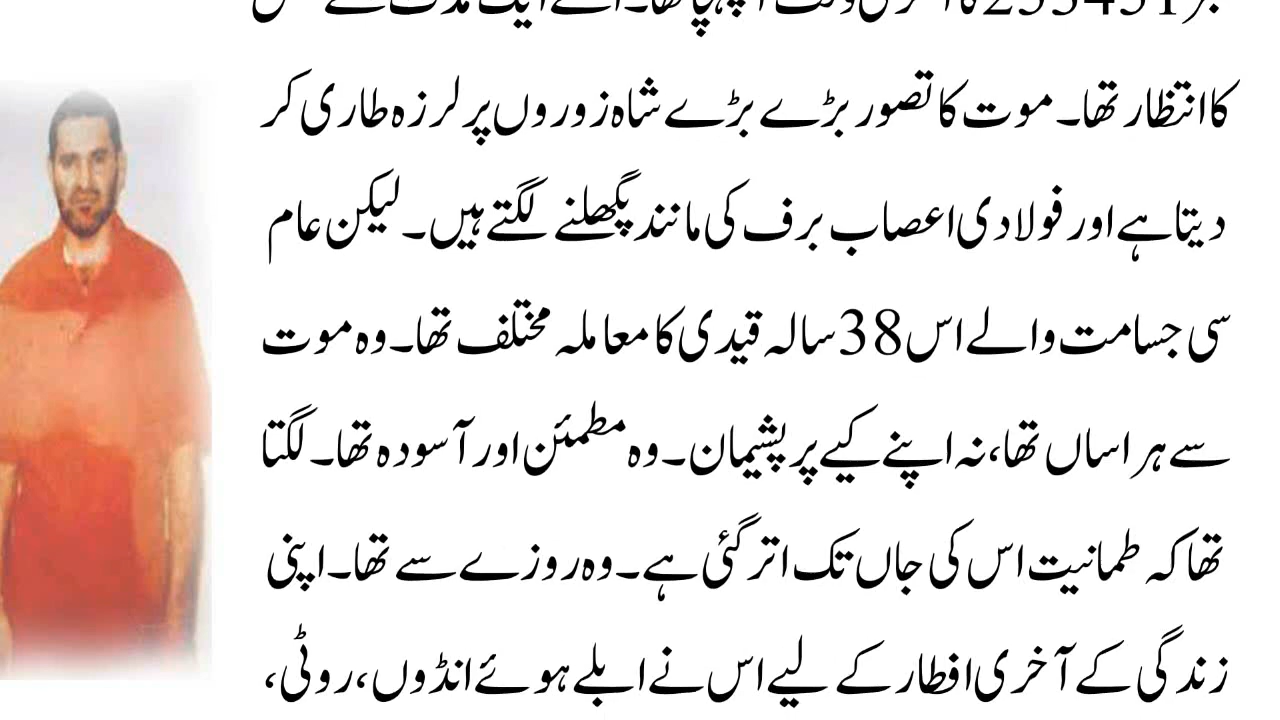 کا انتظار تھا۔ موت کا تصور بڑے بڑے شاہ زوروں پر لرزہ طاری کر
دیتا ہے اور فولادی اعصاب برف کی مانند پگھلنے لگتے ہیں۔ لیکن عام
سی جسامت والے اس 38 سالہ قیدی کا معاملہ مختلف تھا۔ وہ موت
سے ہراساں تھا، نہ اپنے کیے پر پشیمان۔ وہ مطمئن اور آسودہ تھا۔ لگتا
تھا کہ طمانیت اس کی جاں تک اتر گئی ہے۔ وہ روزے سے تھا۔ اپنی
زندگی کے آخری افطار کے لیے اس نے ابلے ہوئے انڈوں، روٹی،